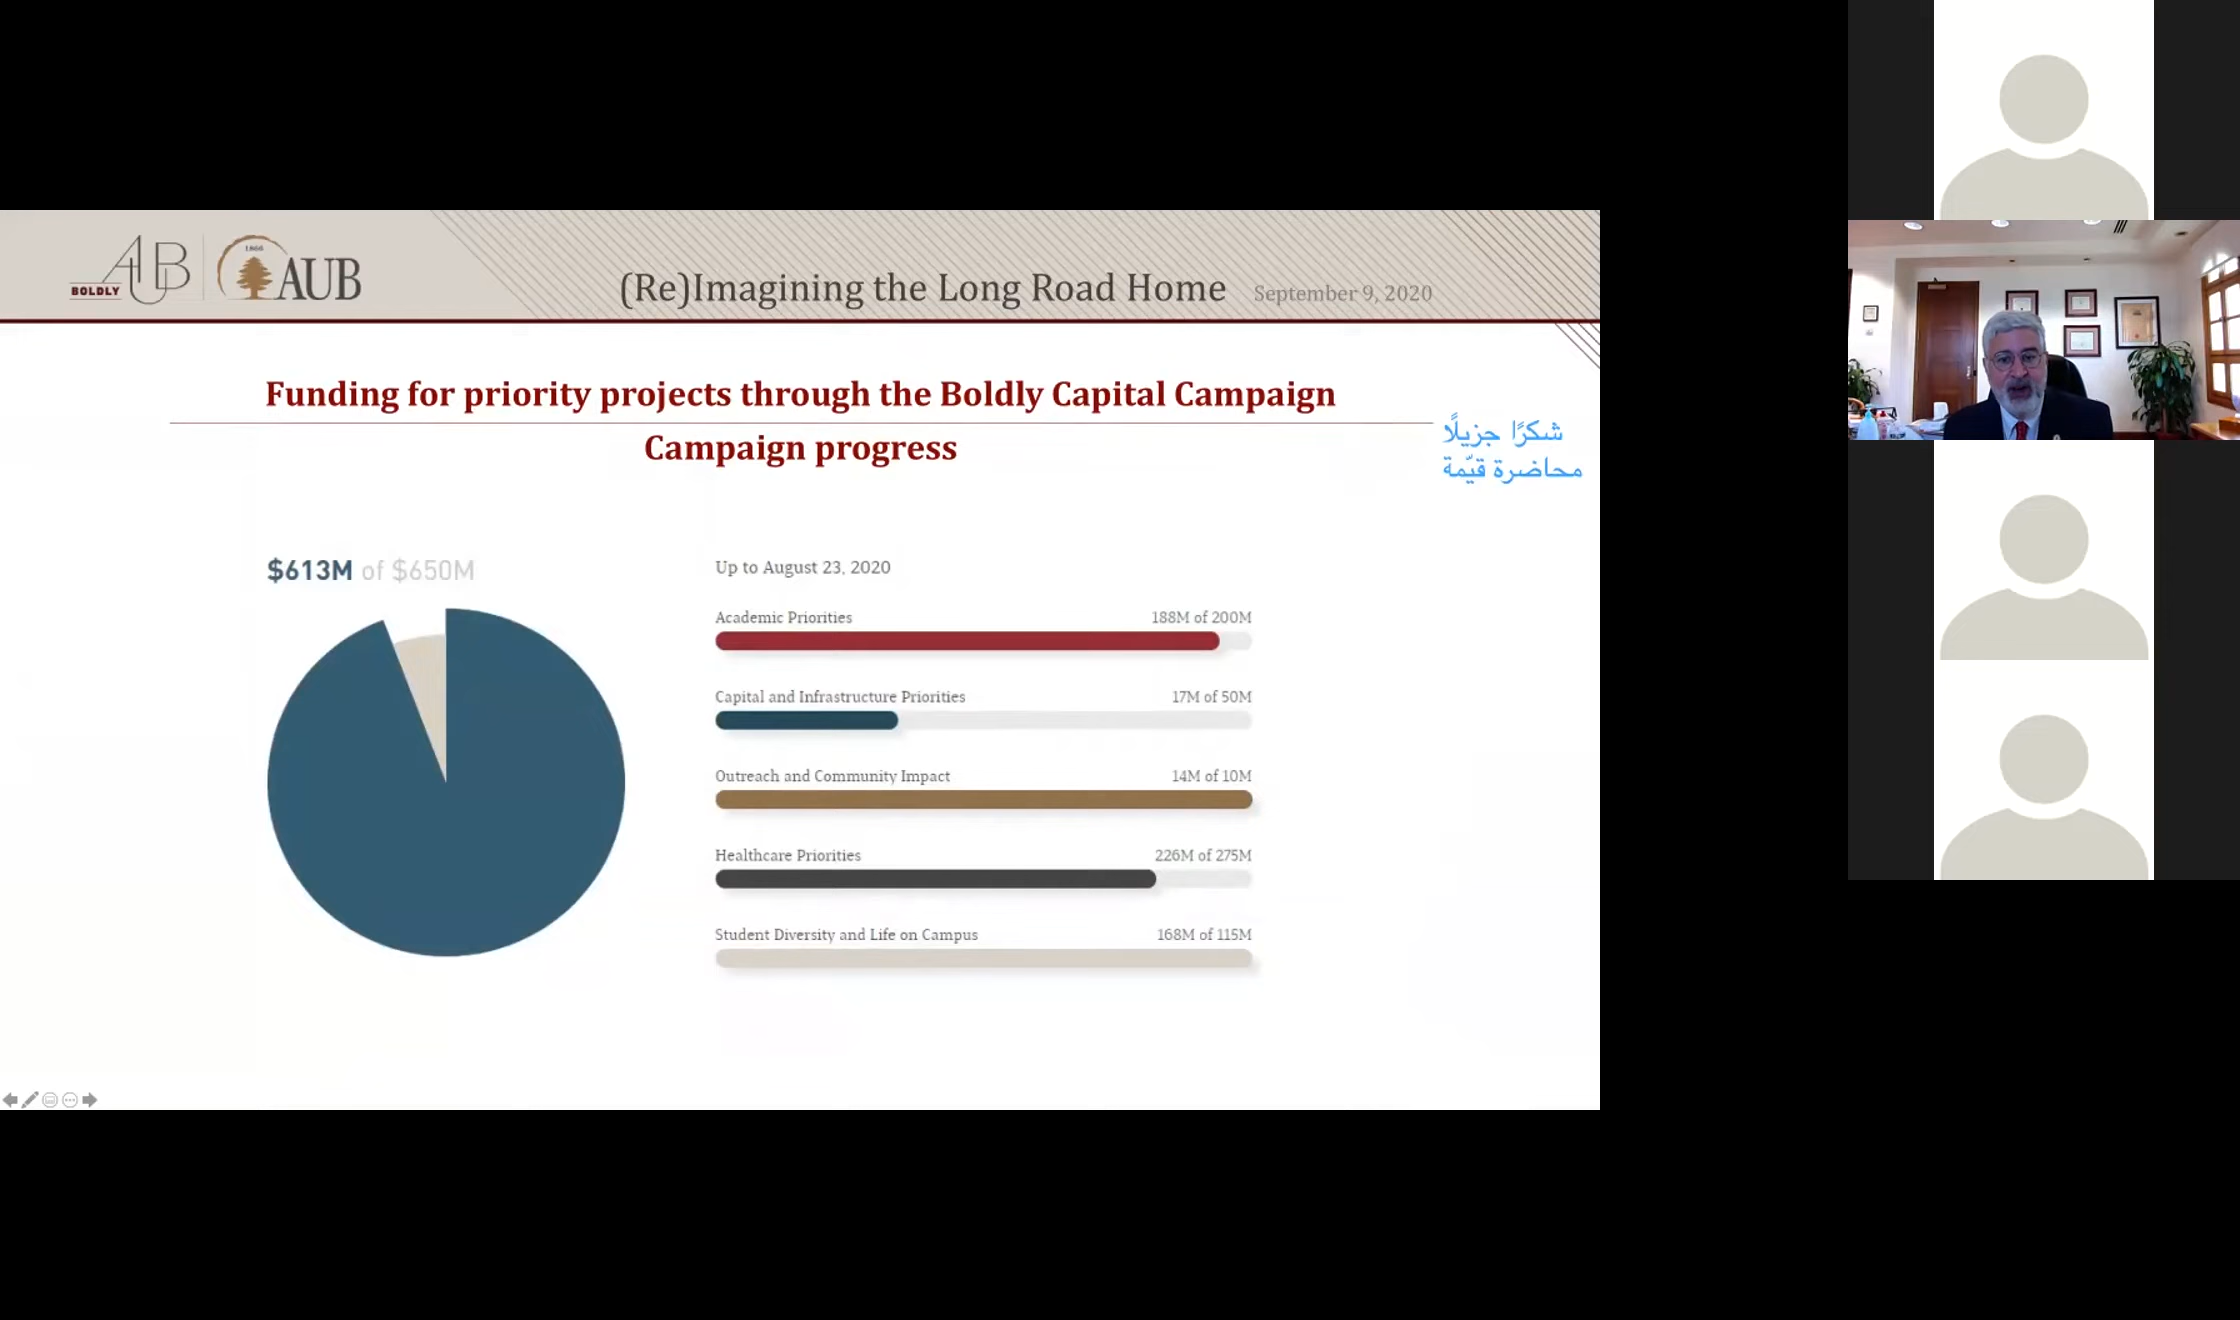 AUB
BOLDLY
1866
AUB
(Re)Imagining the Long Road Home September 9, 2020
Funding for priority projects through the Boldly Capital Campaign
Campaign progress
شكرًا جزيلًا
محاضرة قيّمة
$613M of $650M
Up to August 23, 2020
Academic Priorities 188M of 200M
Capital and Infrastructure Priorities 17M of 50M
Outreach and Community Impact 14M of 10M
Healthcare Priorities 226M of 275M
Student Diversity and Life on Campus 168M of 115M